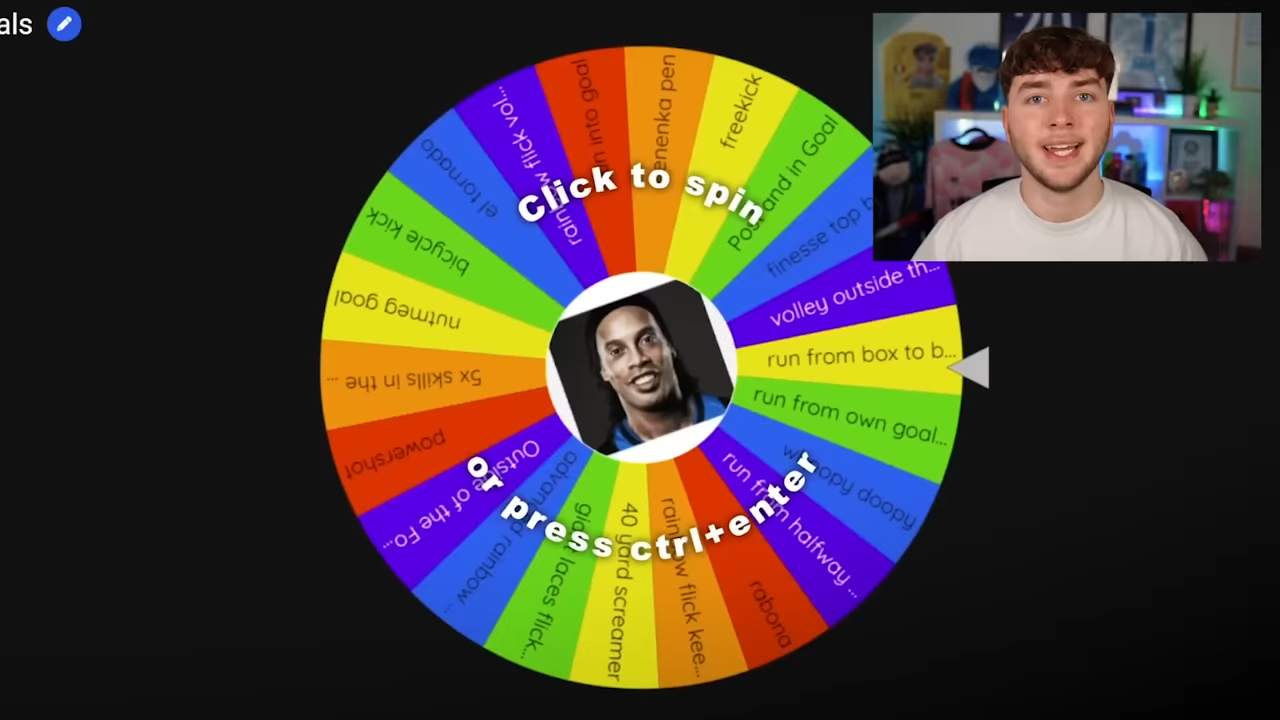 als
Click to spin
or press ctrl+enter
freekick
Post and in Goal
finesse top b
volley outside th...
run from box to b...
run from own goal...
whoopy doopy
run from halfway ...
rabona
rainbow flick kee...
40 yard screamer
laces flick...
rainbow ...
Outside of the Fo...
powershot
5x skills in the ...
nutmeg goal
bicycle kick
el tornado
rainbow flick vol...
into goal
pen